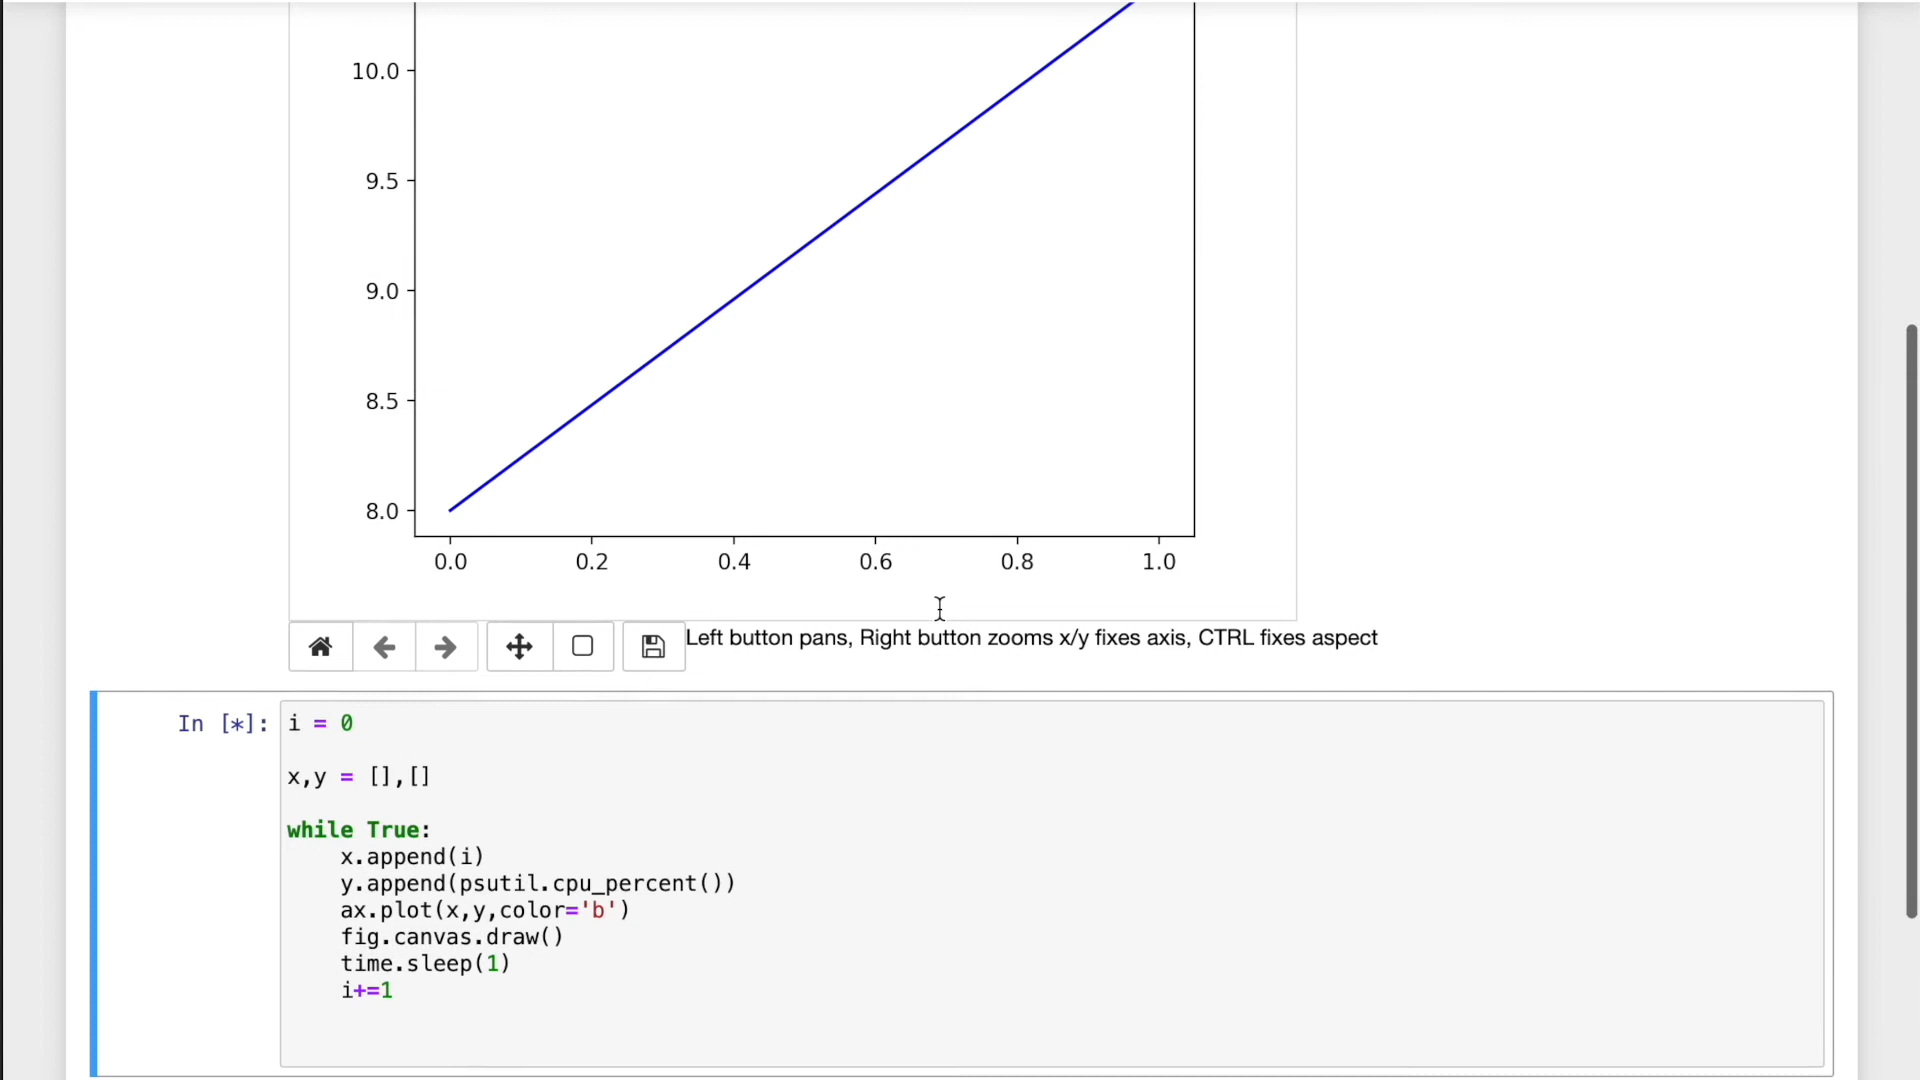 10.0
9.5
9.0
8.5
8.0
0.0 0.2 0.4 0.6 0.8 1.0
Left button pans, Right button zooms x/y fixes axis, CTRL fixes aspect
In [*]: i = 0
x,y = [],[]
while True:
    x.append(i)
    y.append(psutil.cpu_percent())
    ax.plot(x,y,color='b')
    fig.canvas.draw()
    time.sleep(1)
    i+=1